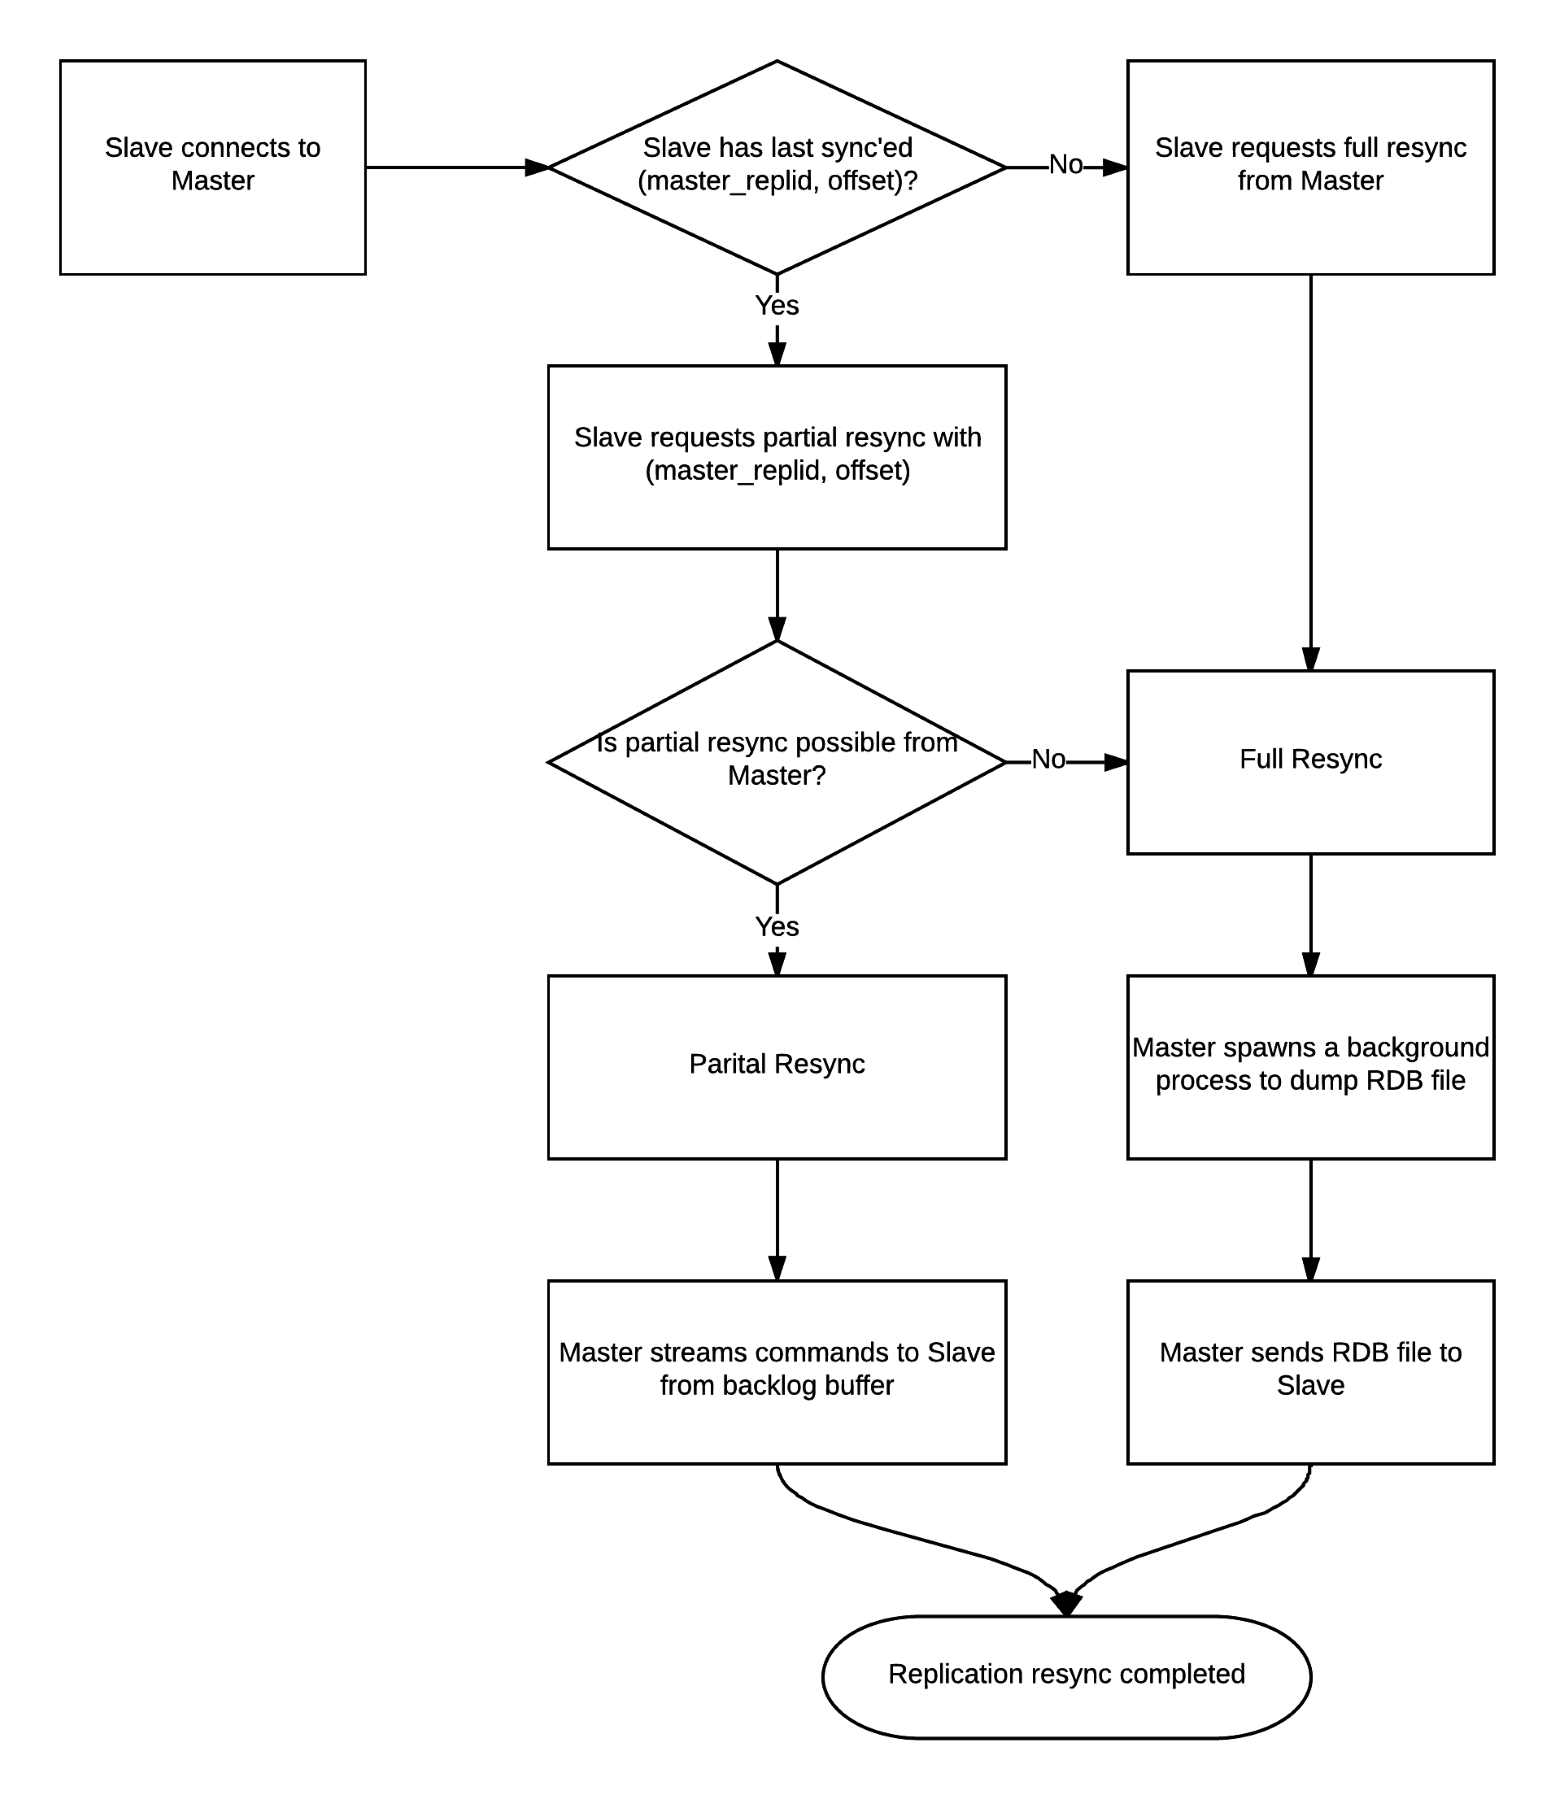 Slave connects to
Master
Slave has last sync'ed
(master_replid, offset)?
No
Slave requests full resync
from Master
Yes
Slave requests partial resync with
(master_replid, offset)
Is partial resync possible from
Master?
No
Full Resync
Yes
Parital Resync
Master spawns a background
process to dump RDB file
Master streams commands to Slave
from backlog buffer
Master sends RDB file to
Slave
Replication resync completed